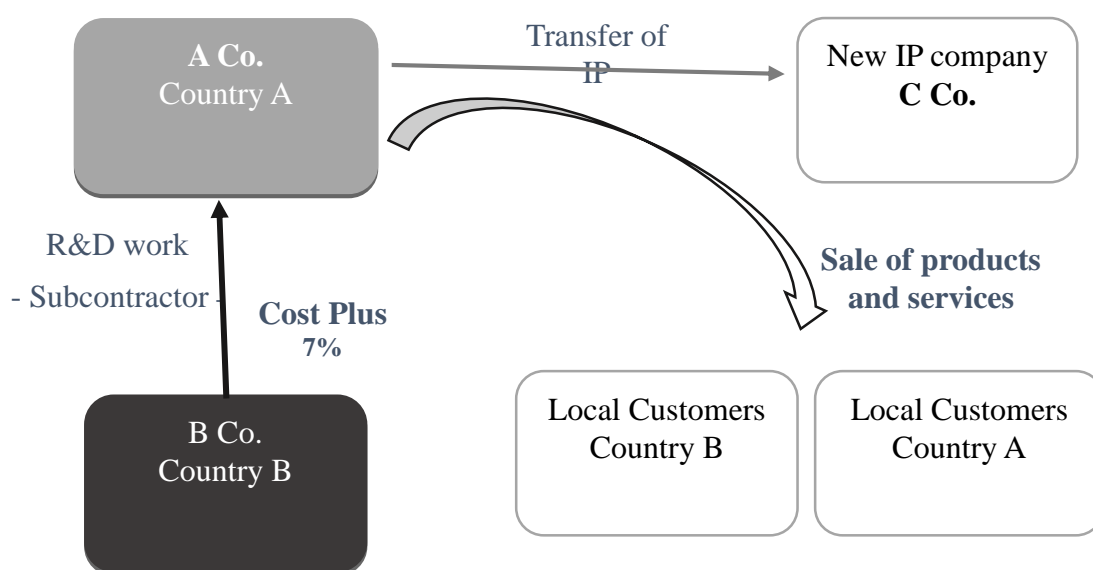 A Co.
Country A
Transfer of
IP
New IP company
C Co.
R&D work
- Subcontractor -
Cost Plus
7%
Sale of products
and services
B Co.
Country B
Local Customers
Country B
Local Customers
Country A